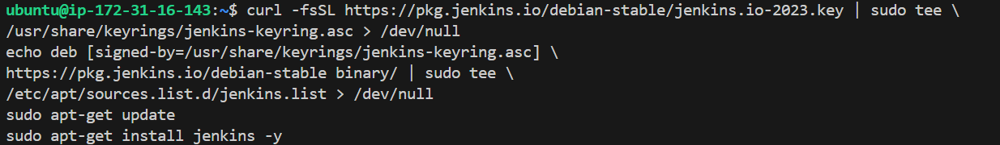 ubuntu@ip-172-31-16-143:~$ curl -fsSL https://pkg.jenkins.io/debian-stable/jenkins.io-2023.key | sudo tee \
/usr/share/keyrings/jenkins-keyring.asc > /dev/null
echo deb [signed-by=/usr/share/keyrings/jenkins-keyring.asc] \
https://pkg.jenkins.io/debian-stable binary/ | sudo tee \
/etc/apt/sources.list.d/jenkins.list > /dev/null
sudo apt-get update
sudo apt-get install jenkins -y